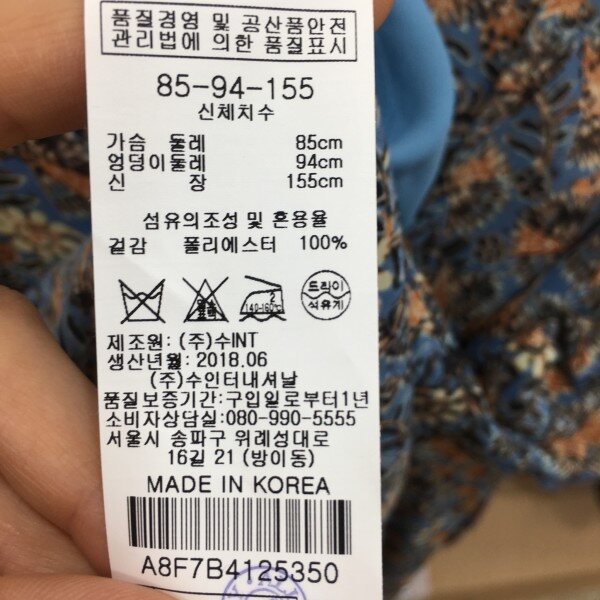 품질경영 및 공산품안전
관리법에 의한 품질표시
85-94-155
신체치수
가슴 둘레 85cm
엉덩이둘레 94cm
신 장 155cm
섬유의조성 및 혼용율
겉감 폴리에스터 100%
2
140-160℃
드라이
석유계
제조원: (주)수INT
생산년월: 2018.06
(주)수인터내셔날
품질보증기간:구입일로부터1년
소비자상담실:080-990-5555
서울시 송파구 위례성대로
16길 21 (방이동)
MADE IN KOREA
A8F7B4125350